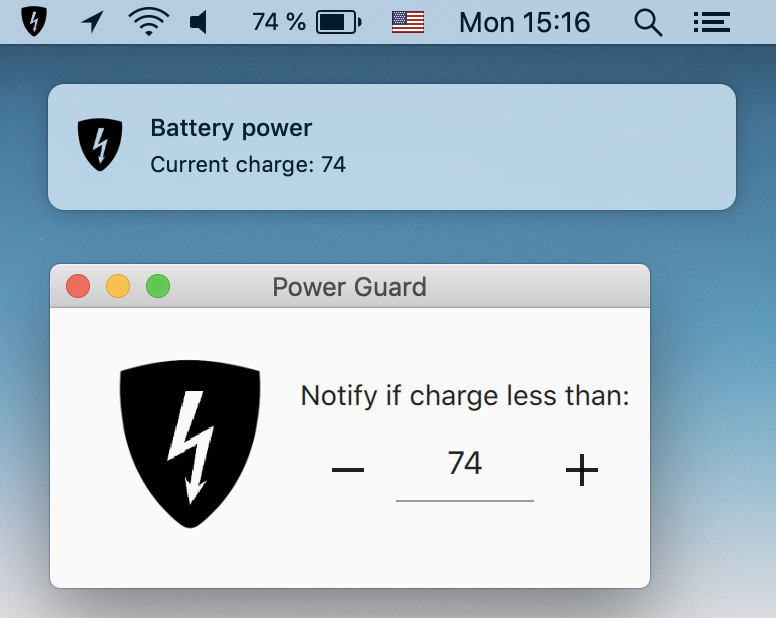 74 %
Mon 15:16
Battery power
Current charge: 74
Power Guard
Notify if charge less than:
74